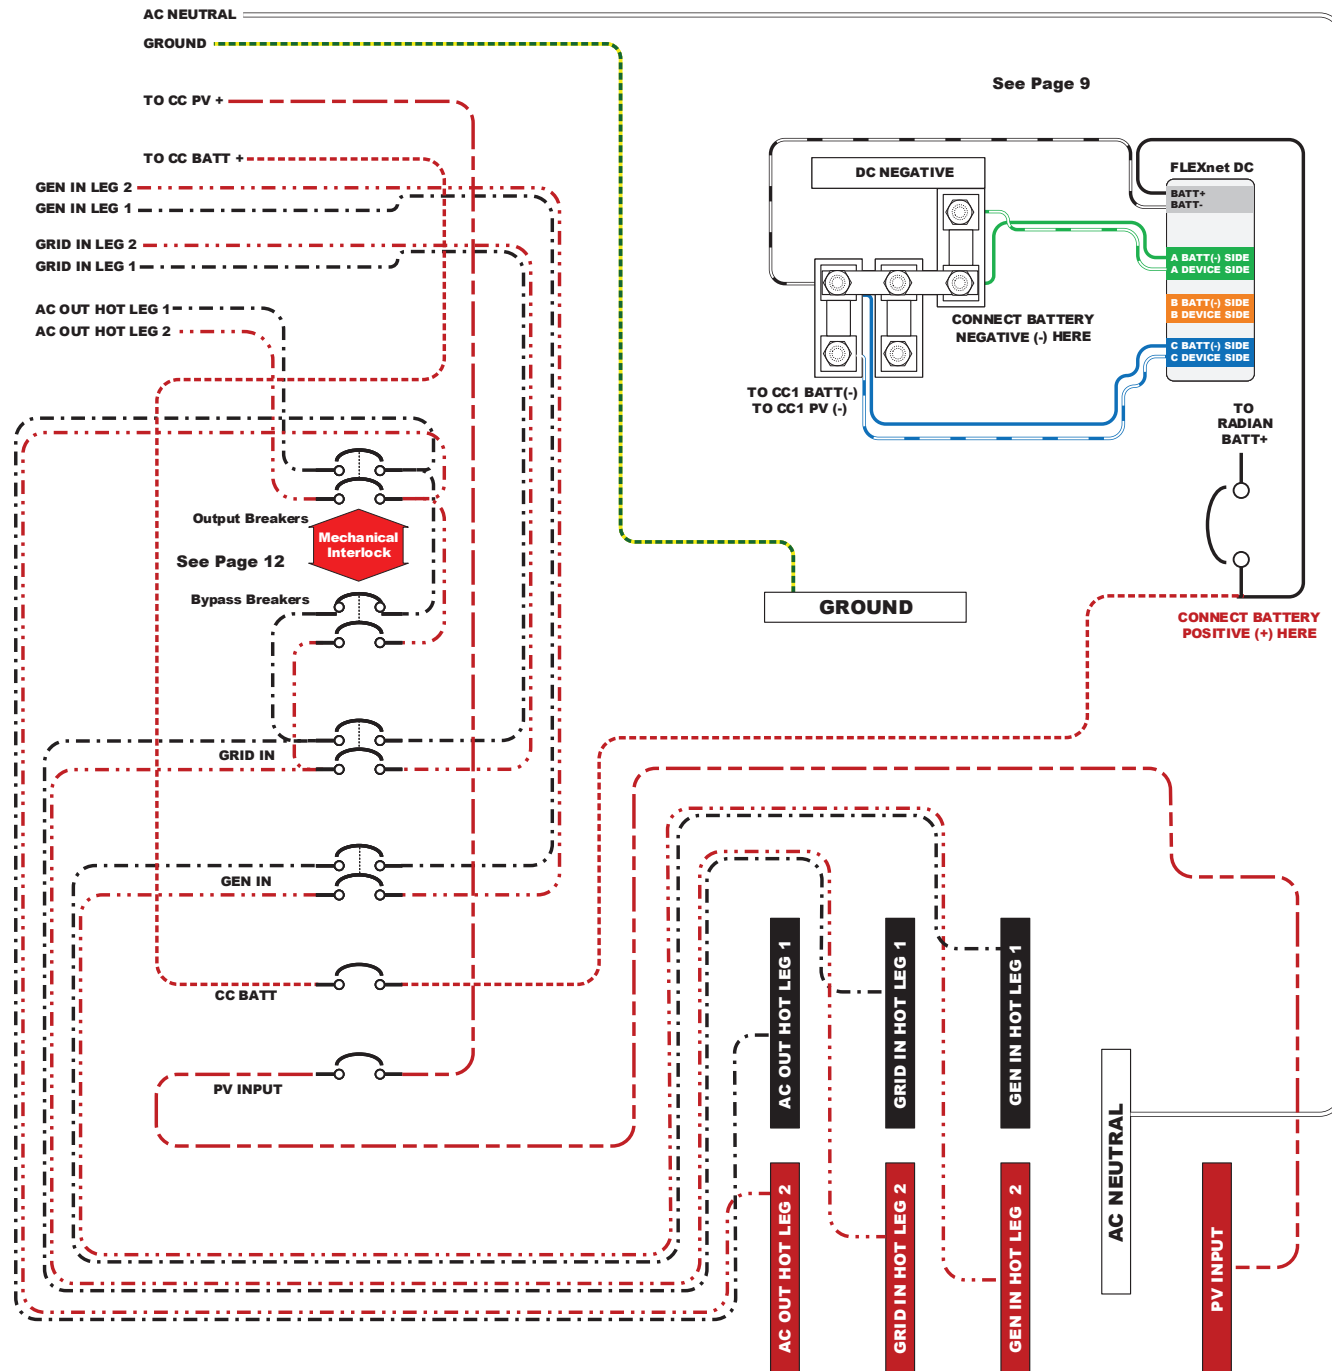 AC NEUTRAL
GROUND
See Page 9
TO CC PV +
TO CC BATT +
GEN IN LEG 2
GEN IN LEG 1
GRID IN LEG 2
GRID IN LEG 1
AC OUT HOT LEG 1
AC OUT HOT LEG 2
DC NEGATIVE
FLEXnet DC
BATT+
BATT-
A BATT(-) SIDE
A DEVICE SIDE
B BATT(-) SIDE
B DEVICE SIDE
C BATT(-) SIDE
C DEVICE SIDE
CONNECT BATTERY
NEGATIVE (-) HERE
TO CC1 BATT(-)
TO CC1 PV (-)
TO
RADIAN
BATT+
Output Breakers
Mechanical
Interlock
See Page 12
Bypass Breakers
GROUND
CONNECT BATTERY
POSITIVE (+) HERE
GRID IN
GEN IN
CC BATT
PV INPUT
AC OUT HOT LEG 1
GRID IN HOT LEG 1
GEN IN HOT LEG 1
AC OUT HOT LEG 2
GRID IN HOT LEG 2
GEN IN HOT LEG 2
AC NEUTRAL
PV INPUT